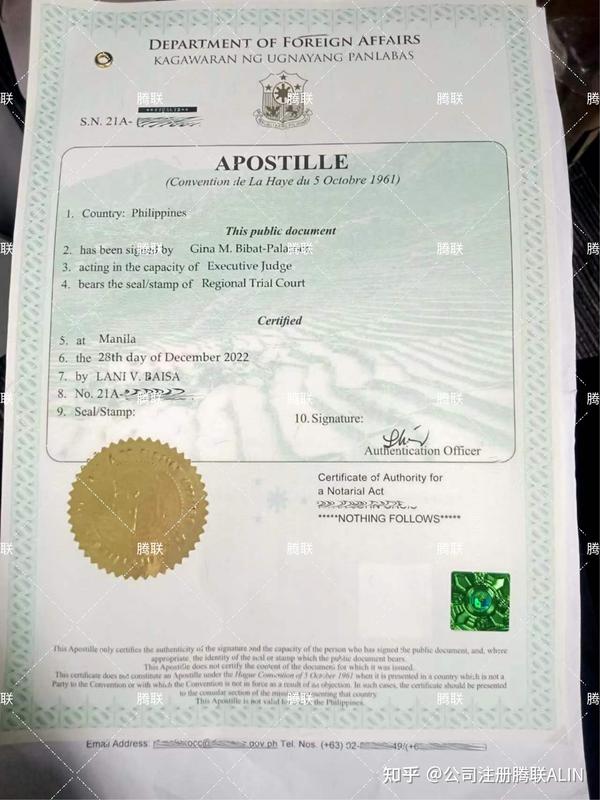 DEPARTMENT OF FOREIGN AFFAIRS
KAGAWARAN NG UGNAYANG PANLABAS
S.N. 21A-
APOSTILLE
(Convention de La Haye du 5 Octobre 1961)
1. Country: Philippines
This public document
2. has been signed by Gina M. Bibat-Palamos
3. acting in the capacity of Executive Judge
4. bears the seal/stamp of Regional Trial Court
Certified
5. at Manila
6. the 28th day of December 2022
7. by LANI V. BAISA
8. No. 21A-
9. Seal/Stamp:
10. Signature:
Authentication Officer
Certificate of Authority for
a Notarial Act
*****NOTHING FOLLOWS*****
This Apostille only certifies the authenticity of the signature and the capacity of the person who has signed the public document, and, where
appropriate, the identity of the seal or stamp which the public document bears.
This Apostille does not certify the content of the document for which it was issued.
This certificate does not constitute an Apostille under the Hague Convention of 5 October 1961 when it is presented in a country which is not a
Party to the Convention or with which the Convention is not in force as a result of an objection. In such cases, the certificate should be presented
to the consular section of the mission representing that country.
This Apostille is not valid for use in the Philippines.
Email Address: gov.ph Tel. Nos. (+63) 02-
腾联
知乎 @公司注册腾联ALIN